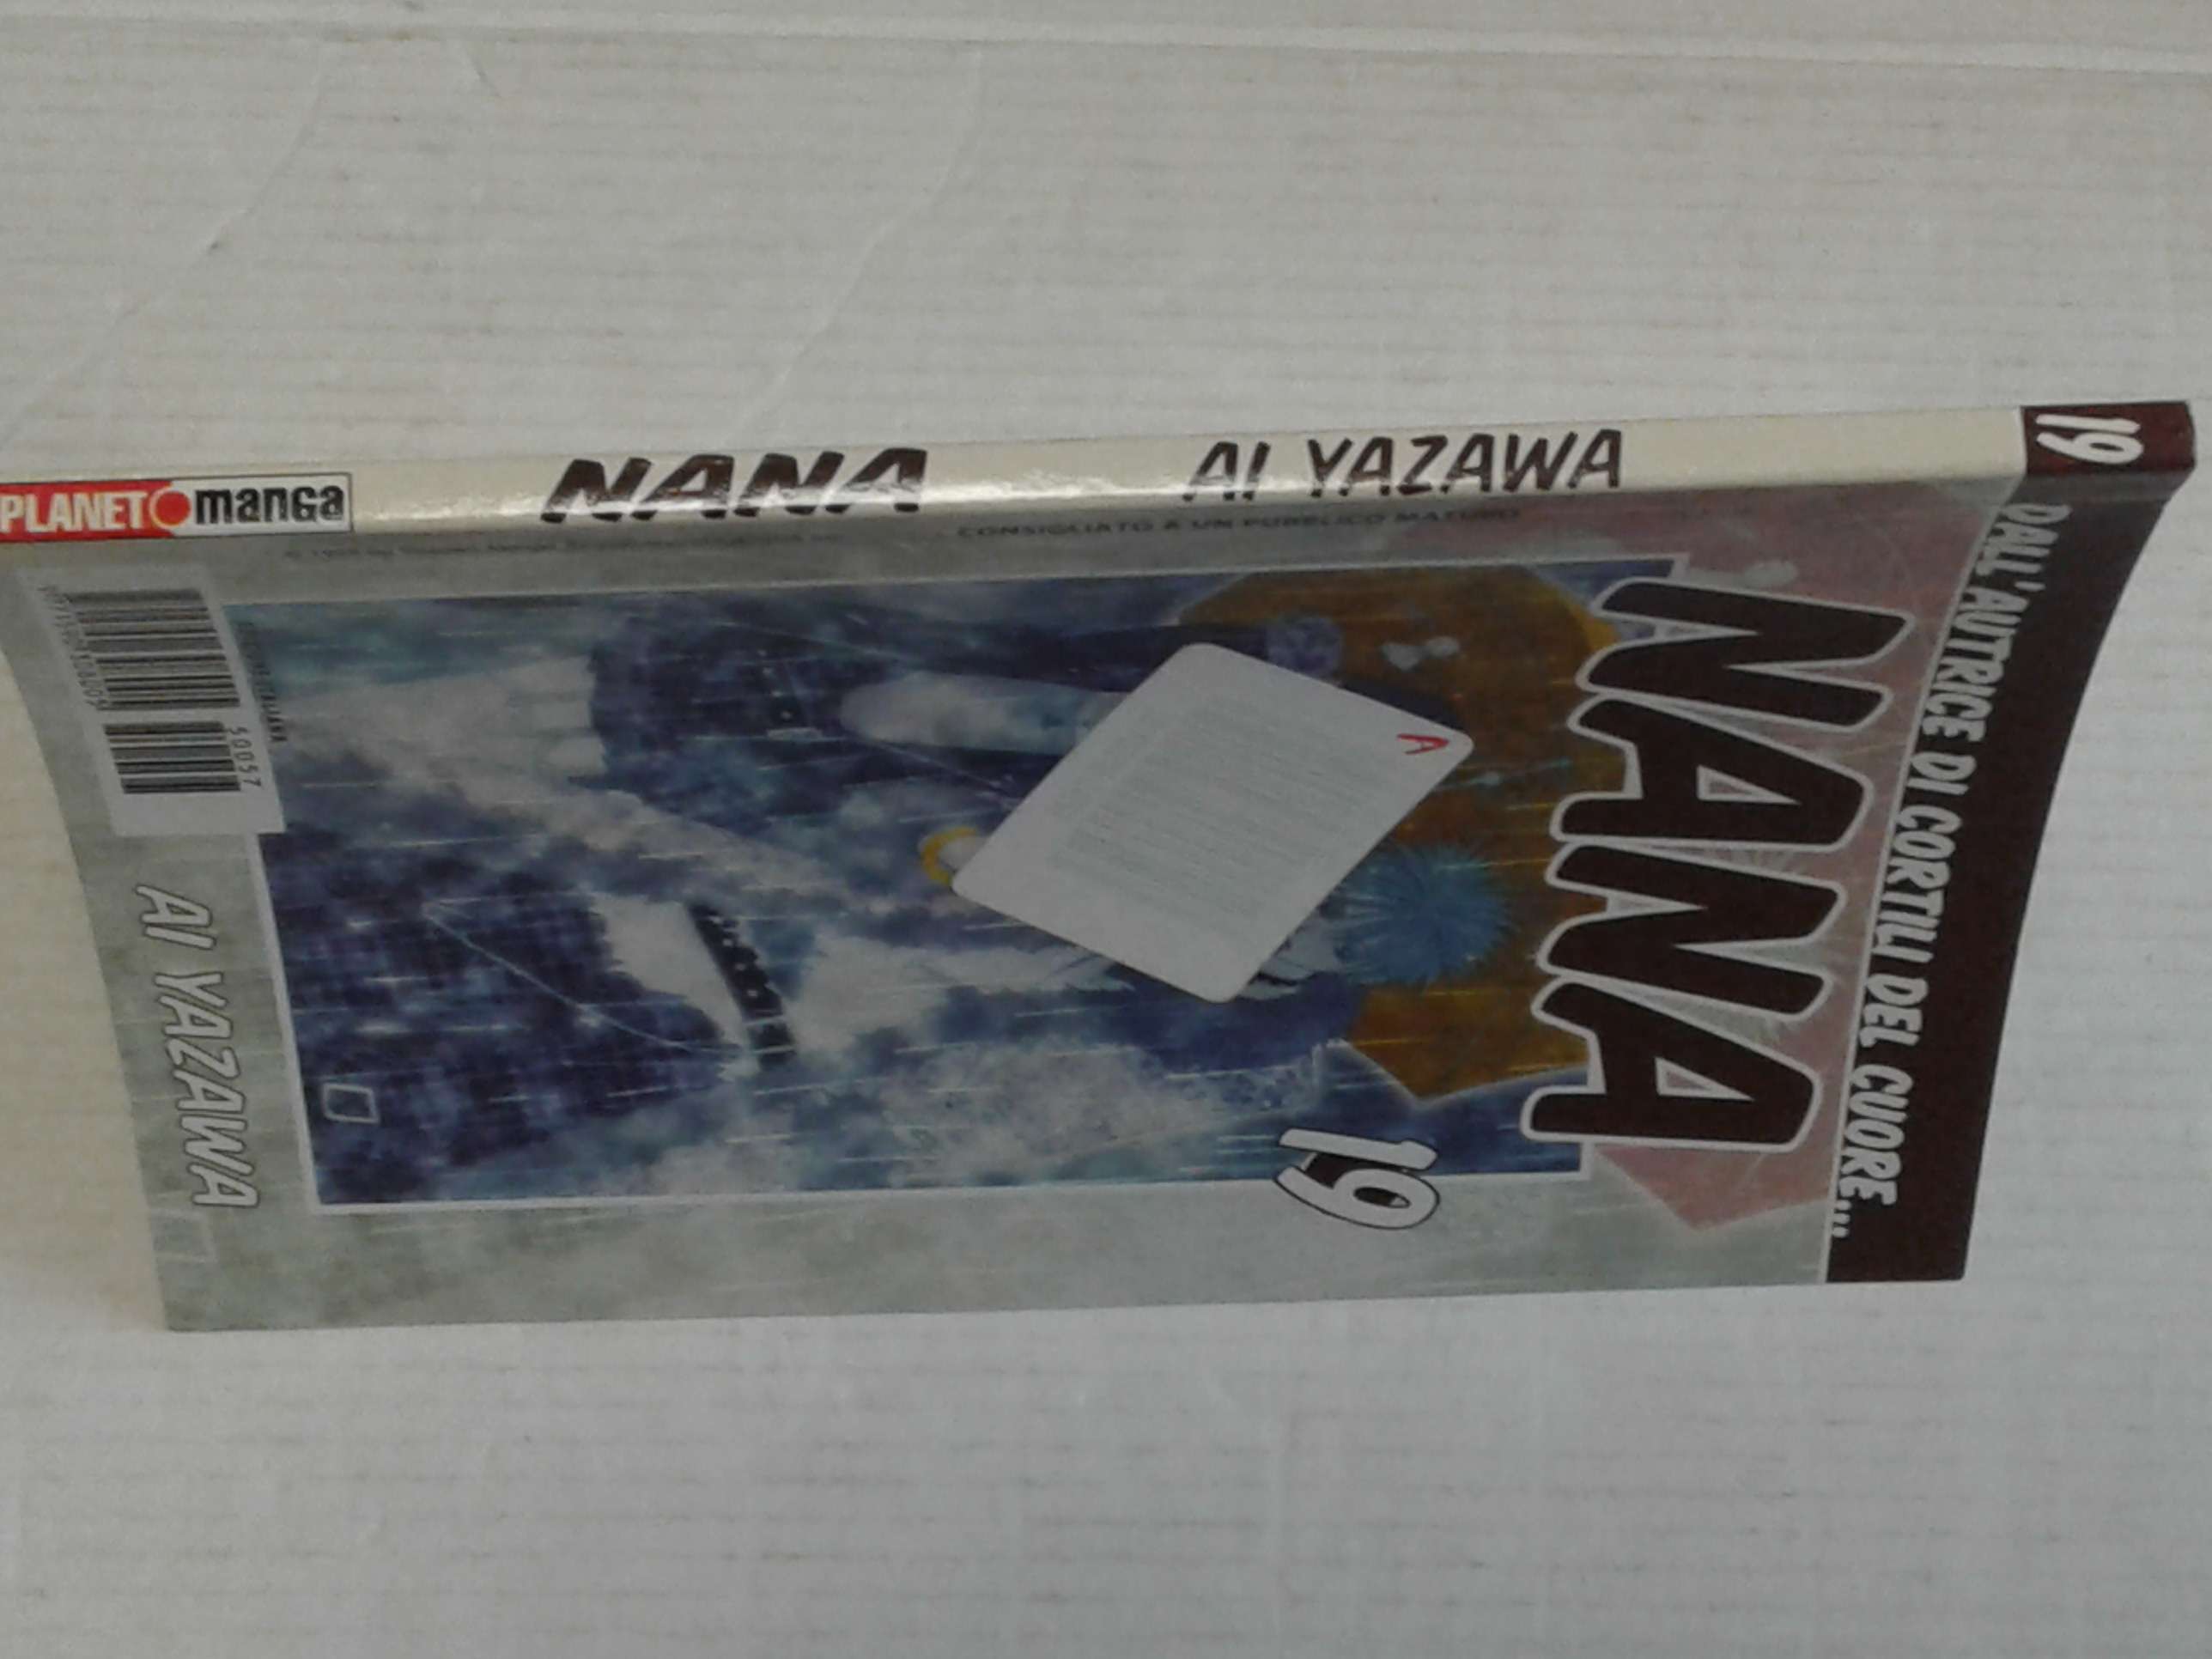 19
AI YAZAWA
NANA
PLANET manga
DALL'AUTRICE DI CORTILI DEL CUORE...
NANA
19
CONSIGLIATO A UN PUBBLICO MATURO
A
50057
AI YAZAWA